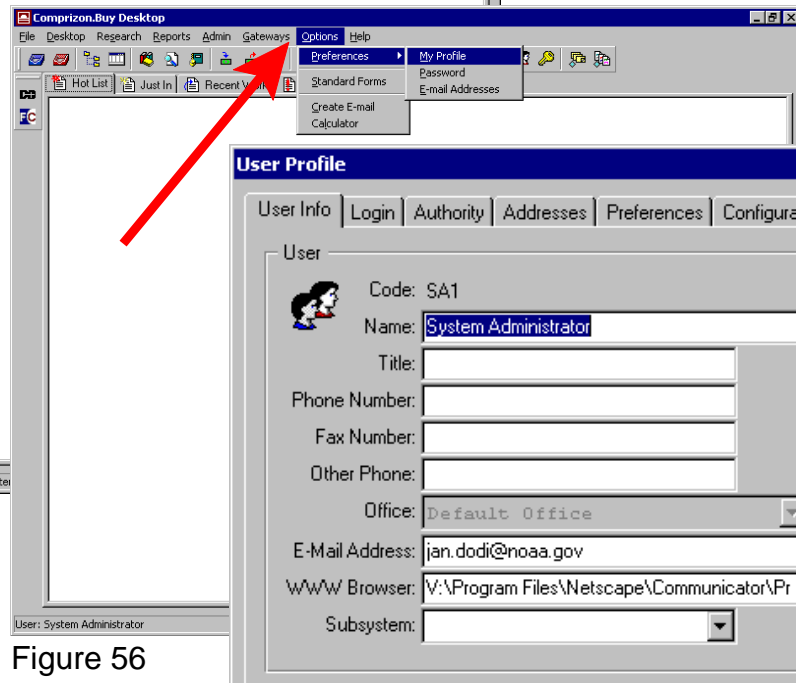 Comprizon.Buy Desktop
File Desktop Research Reports Admin Gateways Options Help
Preferences
My Profile
Password
E-mail Addresses
Standard Forms
Create E-mail
Calculator
Hot List Just In Recent
FC
User Profile
User Info Login Authority Addresses Preferences Configura
User
Code: SA1
Name: System Administrator
Title:
Phone Number:
Fax Number:
Other Phone:
Office: Default Office
E-Mail Address: jan.dodi@noaa.gov
WWW Browser: V:\Program Files\Netscape\Communicator\Pr
Subsystem:
User: System Administrator
Figure 56